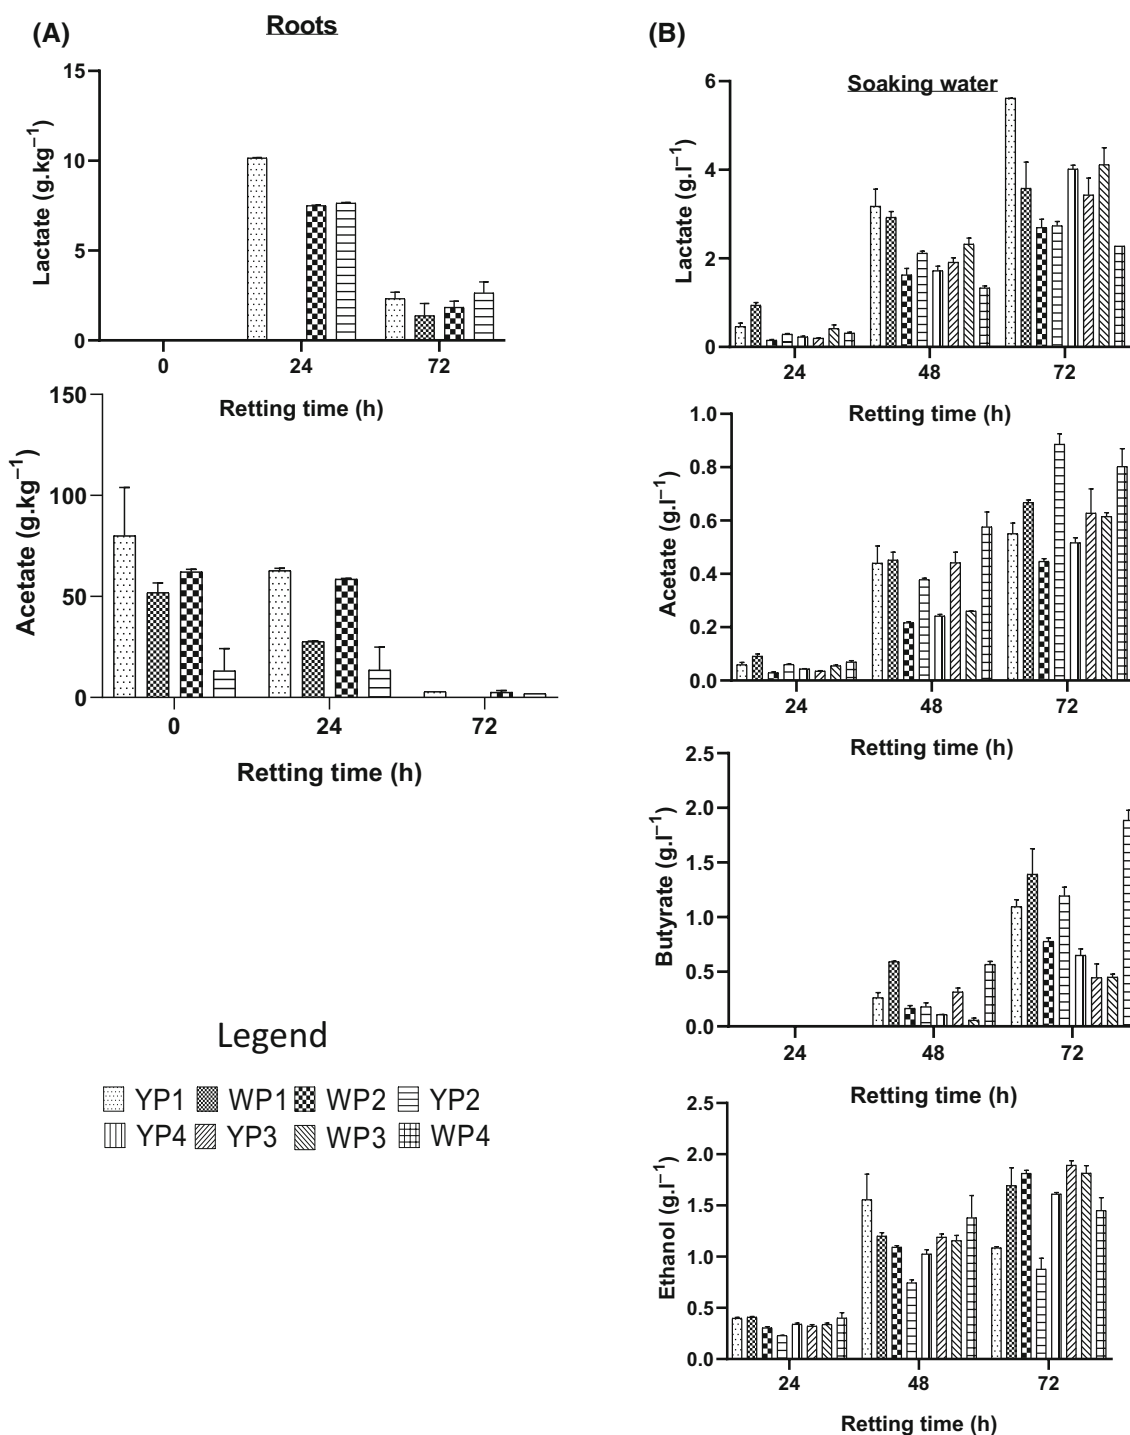 (A)
Roots
Lactate (g.kg⁻¹)
15
10
5
0
0 24 72
Retting time (h)
Acetate (g.kg⁻¹)
150
100
50
0
0 24 72
Retting time (h)
Legend
YP1 WP1 WP2 YP2
YP4 YP3 WP3 WP4
(B)
Soaking water
Lactate (g.l⁻¹)
6
4
2
0
24 48 72
Retting time (h)
Acetate (g.l⁻¹)
1.0
0.8
0.6
0.4
0.2
0.0
24 48 72
Retting time (h)
Butyrate (g.l⁻¹)
2.5
2.0
1.5
1.0
0.5
0.0
24 48 72
Retting time (h)
Ethanol (g.l⁻¹)
2.5
2.0
1.5
1.0
0.5
0.0
24 48 72
Retting time (h)